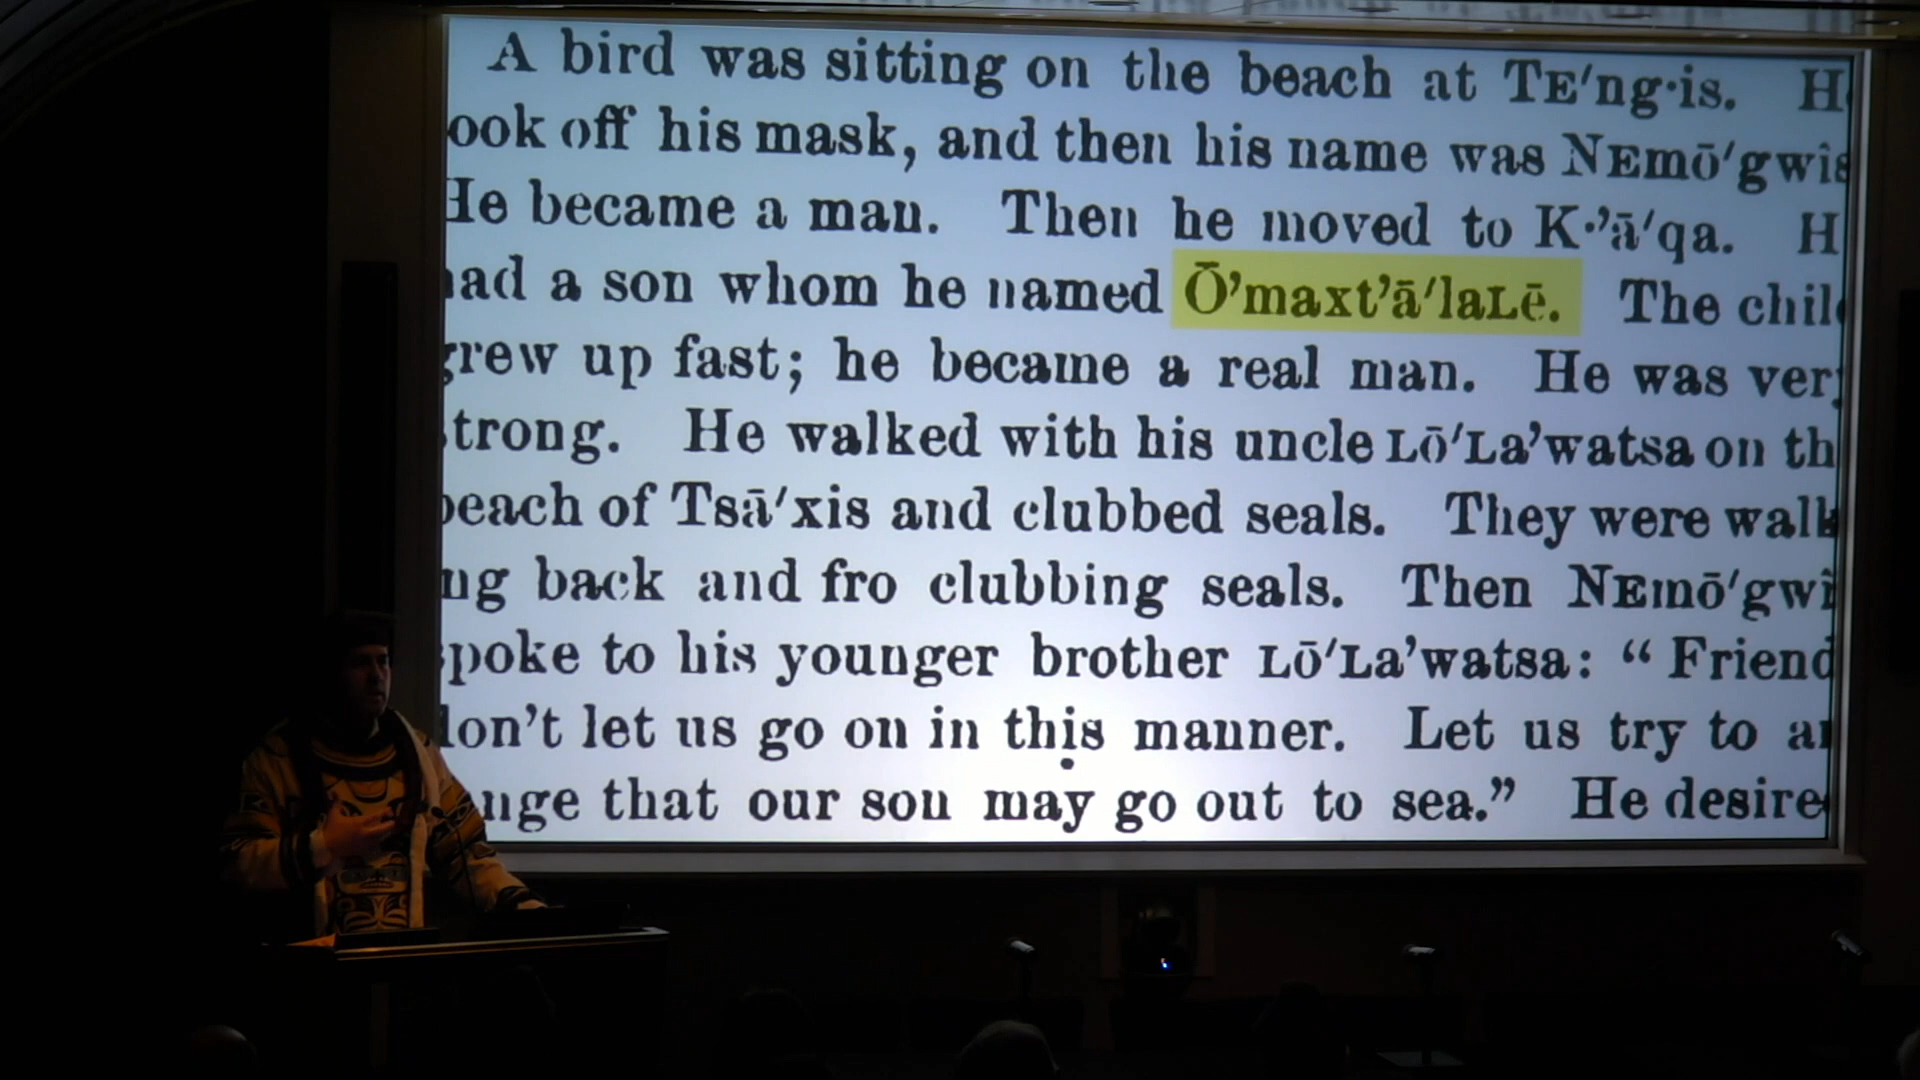 A bird was sitting on the beach at TE′ng·is. H
ook off his mask, and then his name was NEmō′gwîs
He became a man. Then he moved to K·’ā′qa. H
ad a son whom he named Ō’maxt’ā′laLē. The chil
grew up fast; he became a real man. He was very
trong. He walked with his uncle Lō′La’watsa on th
beach of Tsā′xis and clubbed seals. They were walk
ng back and fro clubbing seals. Then NEmō′gwî
spoke to his younger brother Lō′La’watsa: “Friend
don’t let us go on in this manner. Let us try to ar
nge that our son may go out to sea.” He desire